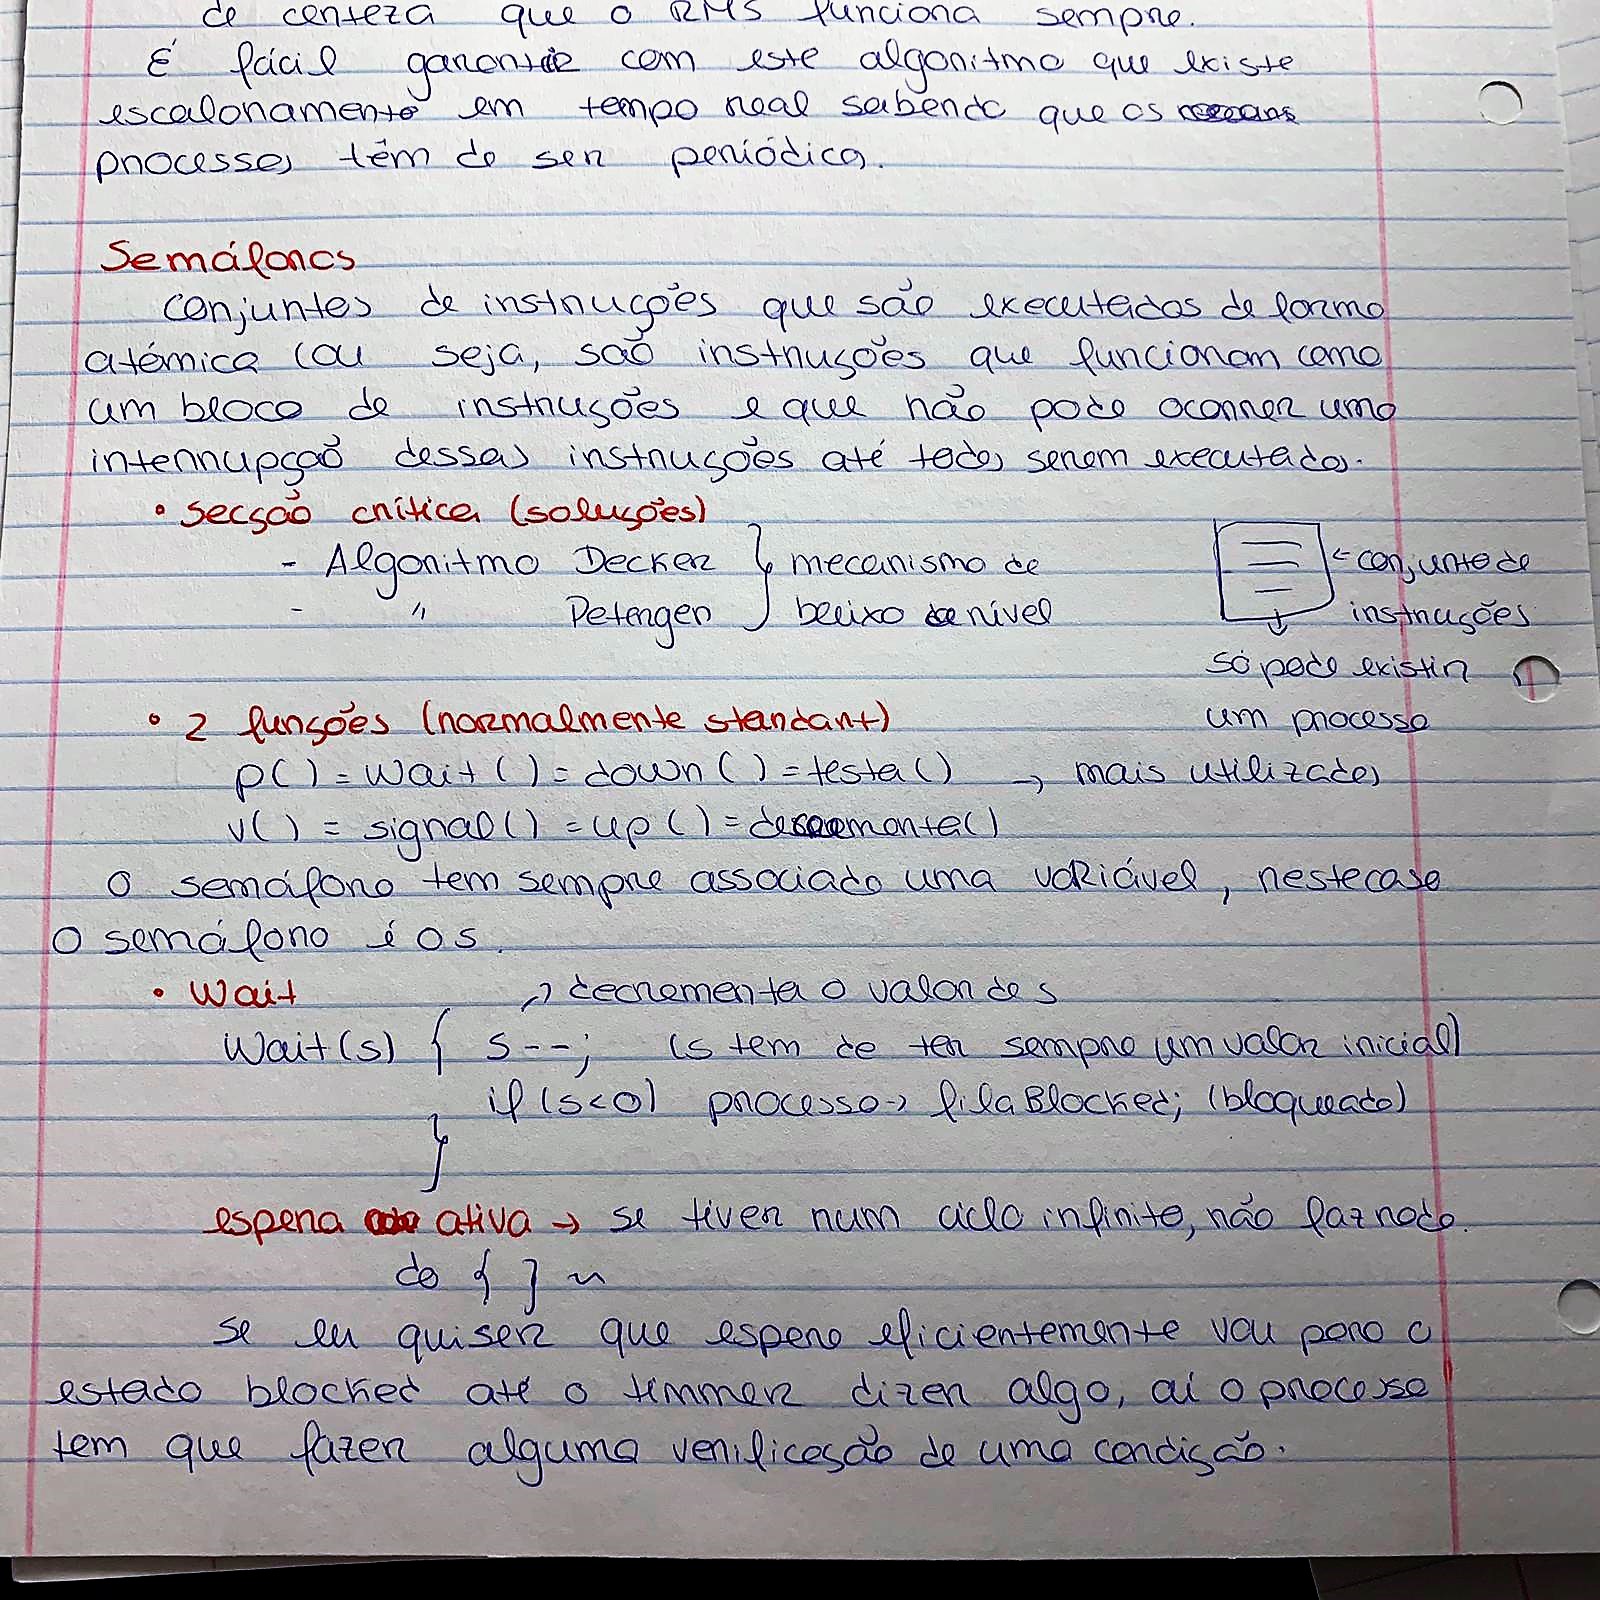 de certeza que o RMS funciona sempre.
É fácil garantir com este algoritmo que existe
escalonamento em tempo real sabendo que os
processos têm de ser periódicos.
Semáforos
Conjuntos de instruções que são executados de forma
atómica (ou seja, são instruções que funcionam como
um bloco de instruções e que não pode ocorrer uma
interrupção dessas instruções até todas serem executadas.
• Secção crítica (soluções)
- Algoritmo Decker } mecanismo de
- " Petengen } baixo de nível
<- conjunto de
instruções
só pode existir
um processo
• 2 funções (normalmente standart)
p() = wait() = down() = testa() -> mais utilizadas
v() = signal() = up() =
O semáforo tem sempre associado uma variável, neste caso
o semáforo é o s.
• Wait -> decrementa o valor de s
Wait(s) { s--; (s tem de ter sempre um valor inicial)
if (s<0) processo -> fila Blocked; (bloqueado)
}
espera ativa -> se tiver num ciclo infinito, não faz nada.
do { } ~
Se eu quiser que espere eficientemente vou para o
estado blocked até o timmer dizer algo, aí o processo
tem que fazer alguma verificação de uma condição.